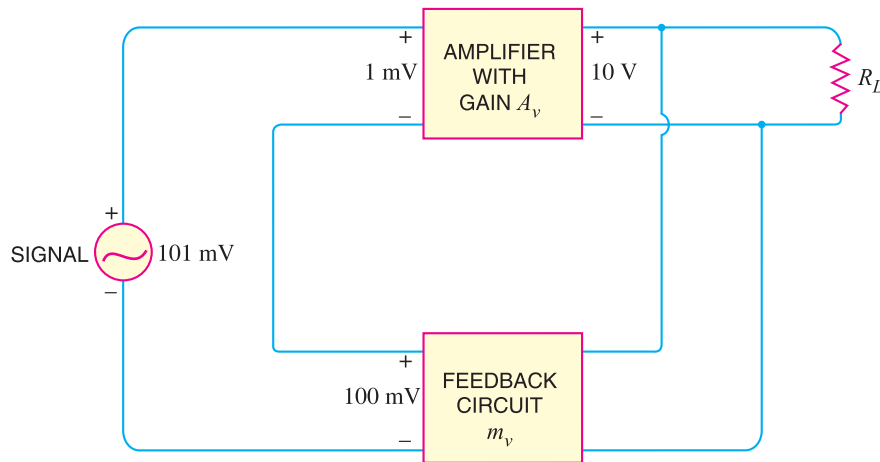 +
1 mV
–
AMPLIFIER
WITH
GAIN Av
+
10 V
–
RL
+
SIGNAL
101 mV
–
+
100 mV
–
FEEDBACK
CIRCUIT
mv